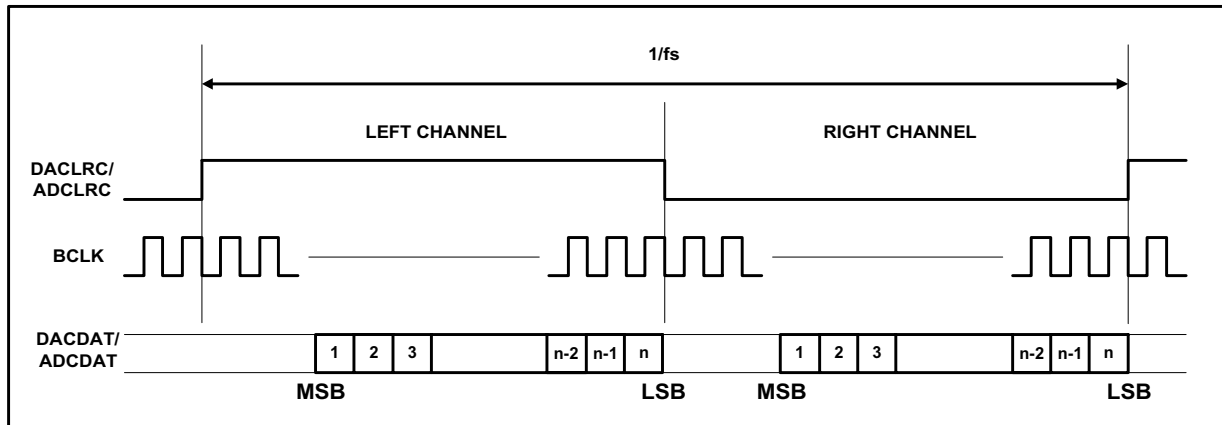 1/fs
LEFT CHANNEL
RIGHT CHANNEL
DACLRC/
ADCLRC
BCLK
DACDAT/
ADCDAT
1 2 3 n-2 n-1 n 1 2 3 n-2 n-1 n
MSB LSB MSB LSB